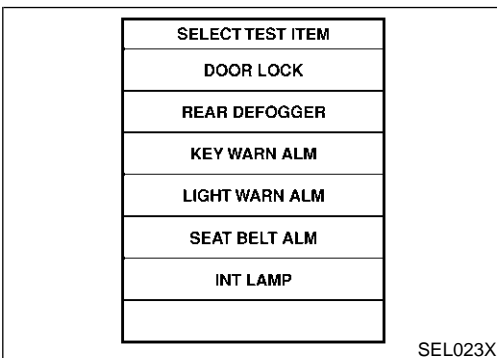 SELECT TEST ITEM
DOOR LOCK
REAR DEFOGGER
KEY WARN ALM
LIGHT WARN ALM
SEAT BELT ALM
INT LAMP
SEL023X